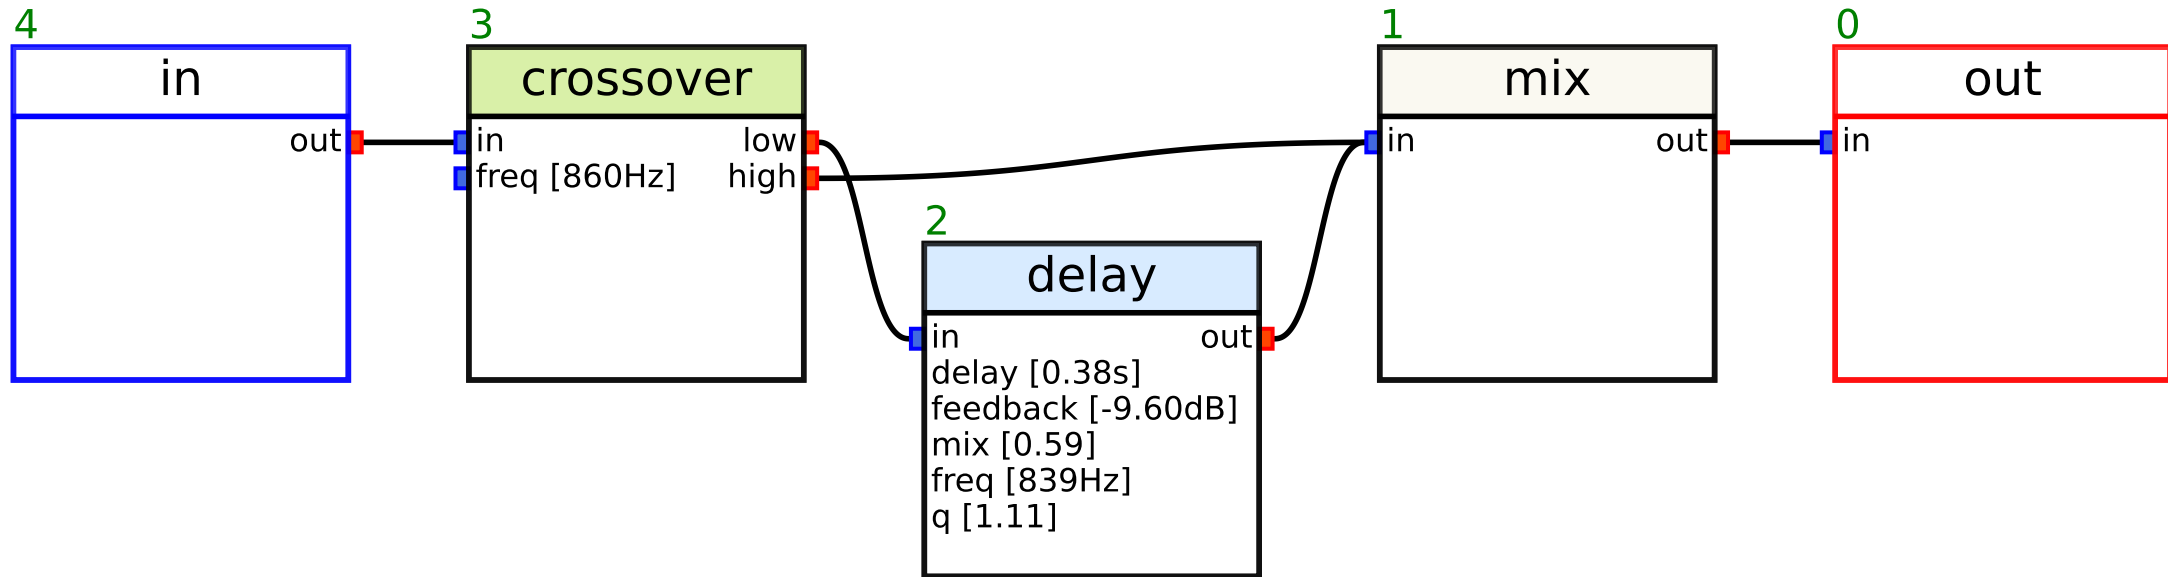 4
in
out
3
crossover
in
low
freq [860Hz]
high
2
delay
in
out
delay [0.38s]
feedback [-9.60dB]
mix [0.59]
freq [839Hz]
q [1.11]
1
mix
in
out
0
out
in